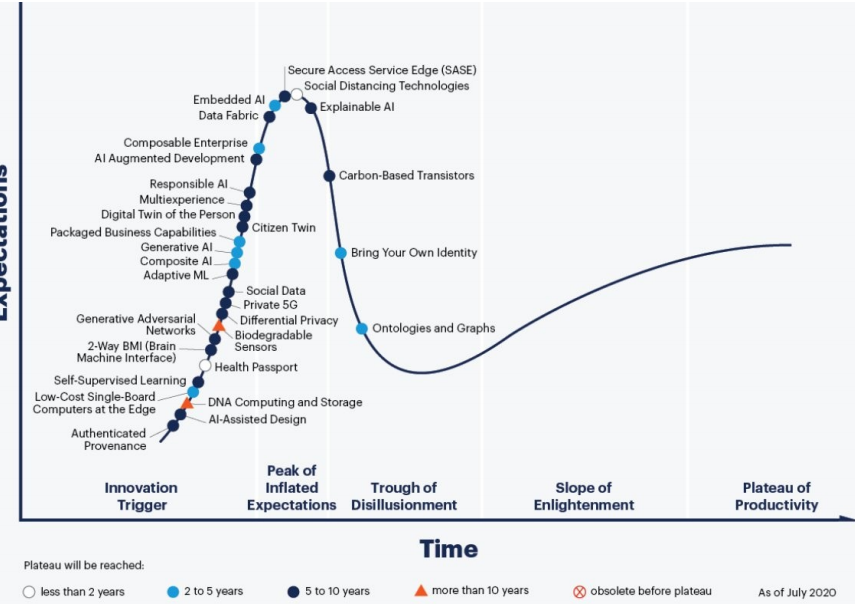 Expectations
Secure Access Service Edge (SASE)
Social Distancing Technologies
Embedded AI
Explainable AI
Data Fabric
Composable Enterprise
AI Augmented Development
Carbon-Based Transistors
Responsible AI
Multiexperience
Digital Twin of the Person
Citizen Twin
Packaged Business Capabilities
Generative AI
Bring Your Own Identity
Composite AI
Adaptive ML
Social Data
Private 5G
Generative Adversarial
Networks
Differential Privacy
Biodegradable
Sensors
Ontologies and Graphs
2-Way BMI (Brain
Machine Interface)
Health Passport
Self-Supervised Learning
Low-Cost Single-Board
Computers at the Edge
DNA Computing and Storage
AI-Assisted Design
Authenticated
Provenance
Innovation
Trigger
Peak of
Inflated
Expectations
Trough of
Disillusionment
Slope of
Enlightenment
Plateau of
Productivity
Time
Plateau will be reached:
less than 2 years
2 to 5 years
5 to 10 years
more than 10 years
obsolete before plateau
As of July 2020